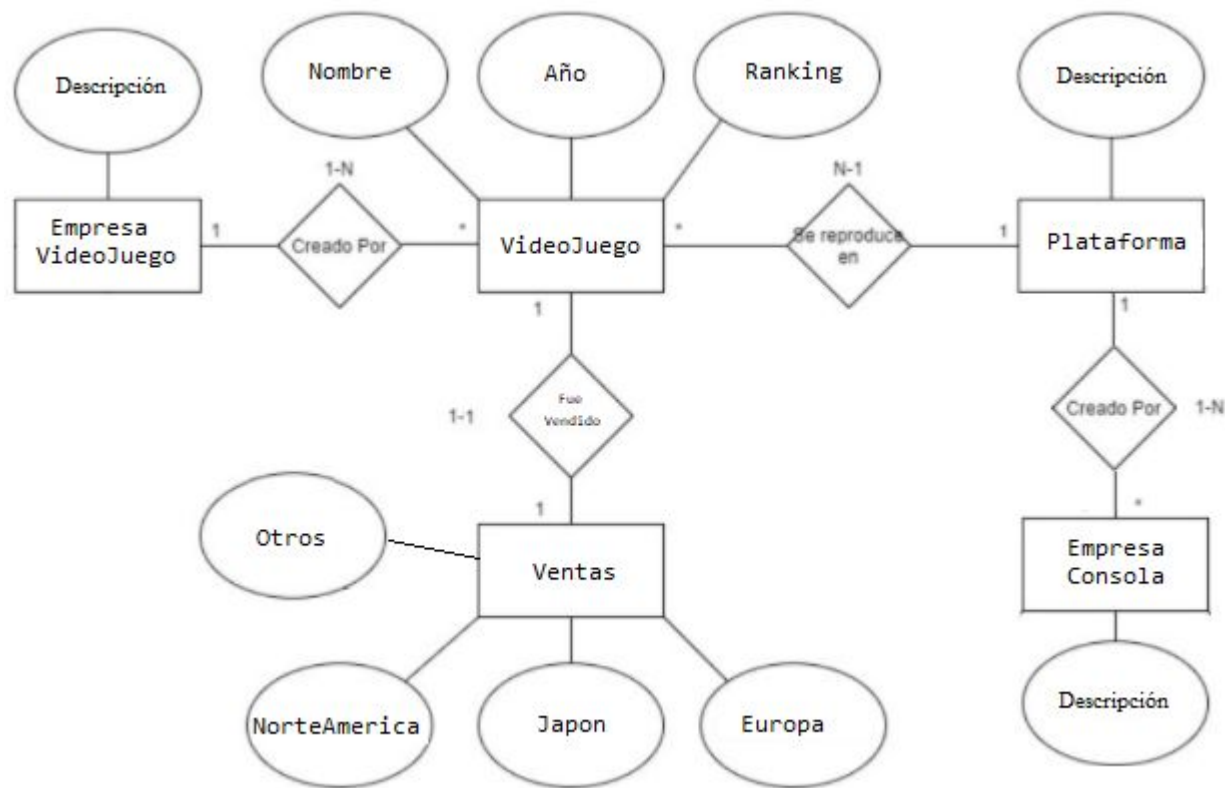 Descripción
Nombre
Año
Ranking
Descripción
1-N
N-1
Empresa
VideoJuego
1
Creado Por
*
VideoJuego
*
Se reproduce
en
1
Plataforma
1
1
1-1
Fue
Vendido
Creado Por
1-N
1
*
Otros
Ventas
Empresa
Consola
NorteAmerica
Japon
Europa
Descripción